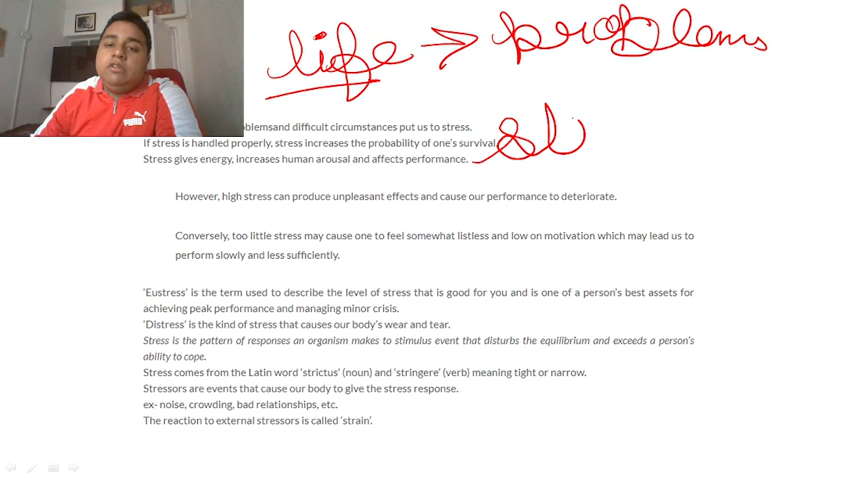 life → problems
PUMA
oblemsand difficult circumstances put us to stress.
If stress is handled properly, stress increases the probability of one's survival.
Stress gives energy, increases human arousal and affects performance.
st
However, high stress can produce unpleasant effects and cause our performance to deteriorate.
Conversely, too little stress may cause one to feel somewhat listless and low on motivation which may lead us to
perform slowly and less sufficiently.
'Eustress' is the term used to describe the level of stress that is good for you and is one of a person's best assets for
achieving peak performance and managing minor crisis.
'Distress' is the kind of stress that causes our body's wear and tear.
Stress is the pattern of responses an organism makes to stimulus event that disturbs the equilibrium and exceeds a person's
ability to cope.
Stress comes from the Latin word 'strictus' (noun) and 'stringere' (verb) meaning tight or narrow.
Stressors are events that cause our body to give the stress response.
ex- noise, crowding, bad relationships, etc.
The reaction to external stressors is called 'strain'.